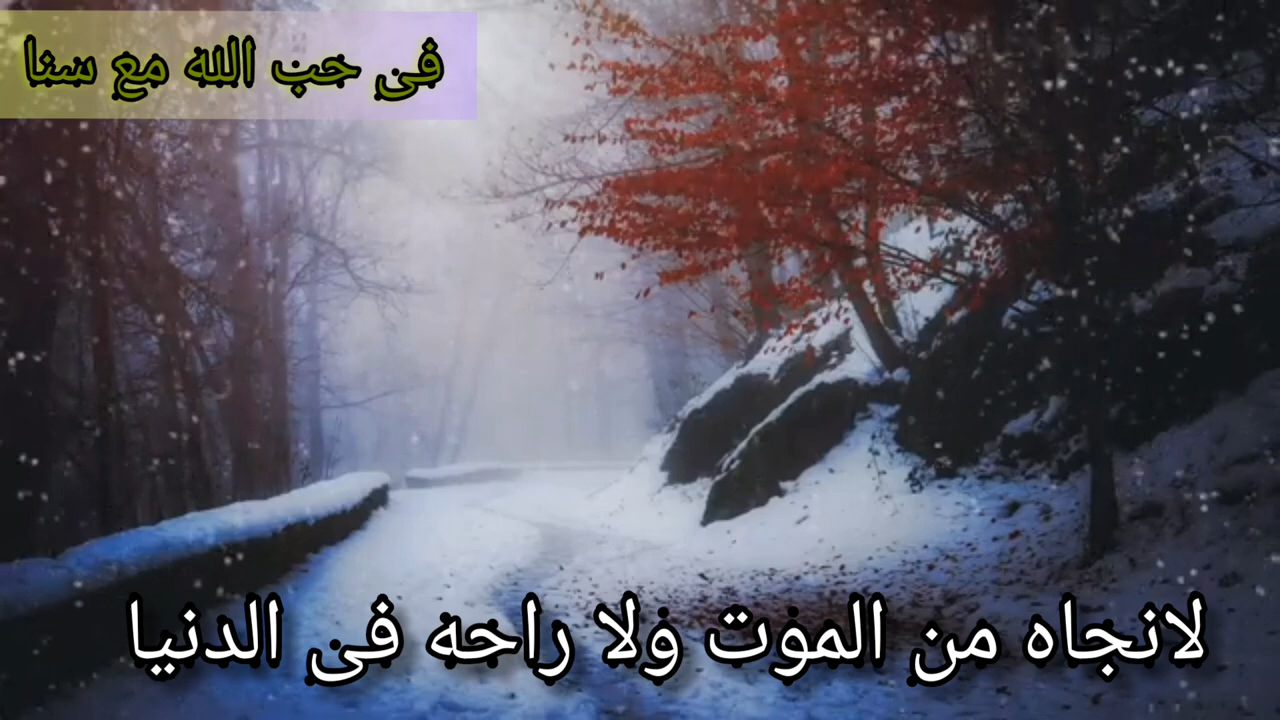 فى حب الله مع سنا
لانجاه من الموت ولا راحه فى الدنيا